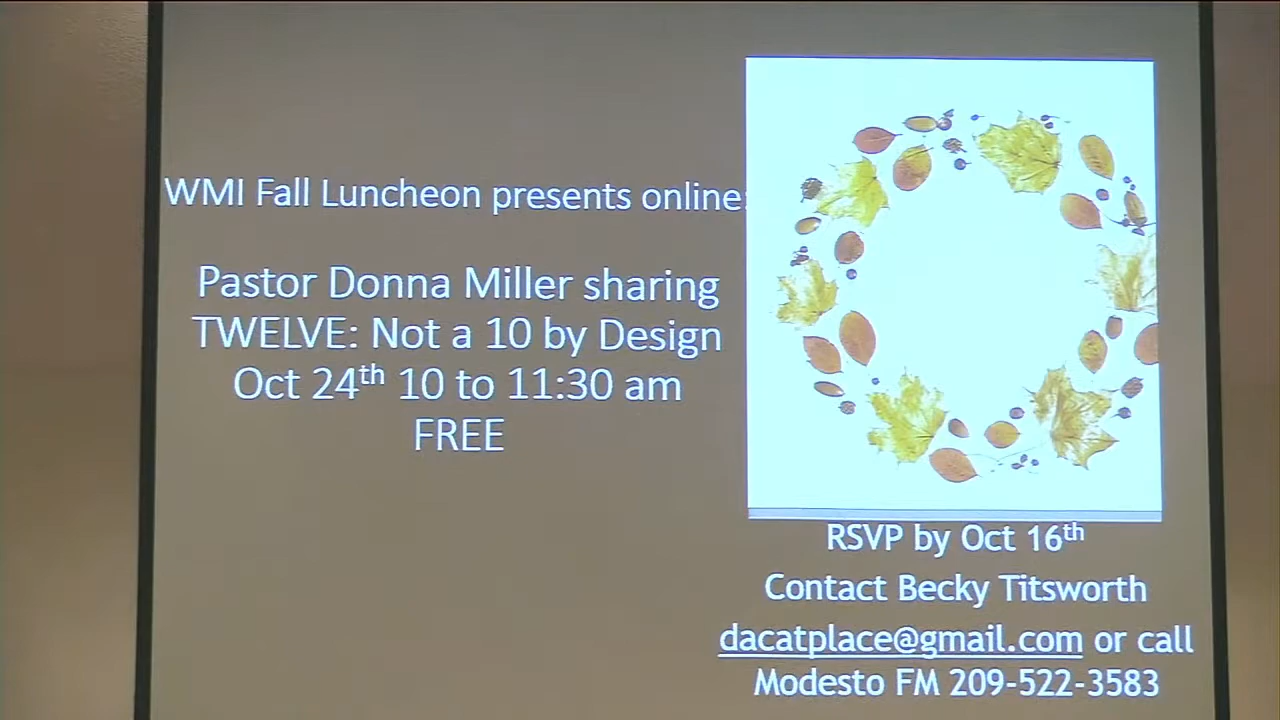 WMI Fall Luncheon presents online:
Pastor Donna Miller sharing
TWELVE: Not a 10 by Design
Oct 24th 10 to 11:30 am
FREE
RSVP by Oct 16th
Contact Becky Titsworth
dacatplace@gmail.com or call
Modesto FM 209-522-3583